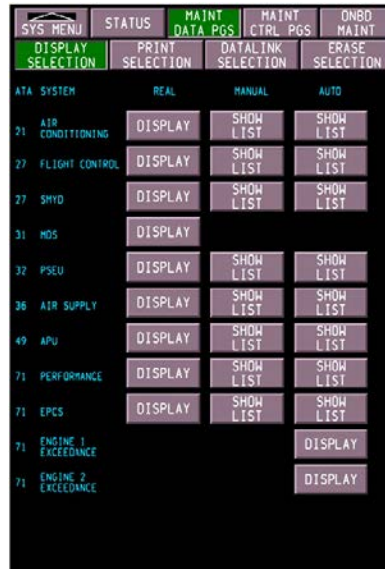 SYS MENU STATUS MAINT DATA PGS MAINT CTRL PGS ONBD MAINT
DISPLAY SELECTION PRINT SELECTION DATALINK SELECTION ERASE SELECTION
ATA SYSTEM REAL MANUAL AUTO
21 AIR CONDITIONING DISPLAY SHOW LIST SHOW LIST
27 FLIGHT CONTROL DISPLAY SHOW LIST SHOW LIST
27 SMYD DISPLAY SHOW LIST SHOW LIST
31 MDS DISPLAY
32 PSEU DISPLAY SHOW LIST SHOW LIST
36 AIR SUPPLY DISPLAY SHOW LIST SHOW LIST
49 APU DISPLAY SHOW LIST SHOW LIST
71 PERFORMANCE DISPLAY SHOW LIST SHOW LIST
71 EPCS DISPLAY SHOW LIST SHOW LIST
71 ENGINE 1 EXCEEDANCE DISPLAY
71 ENGINE 2 EXCEEDANCE DISPLAY